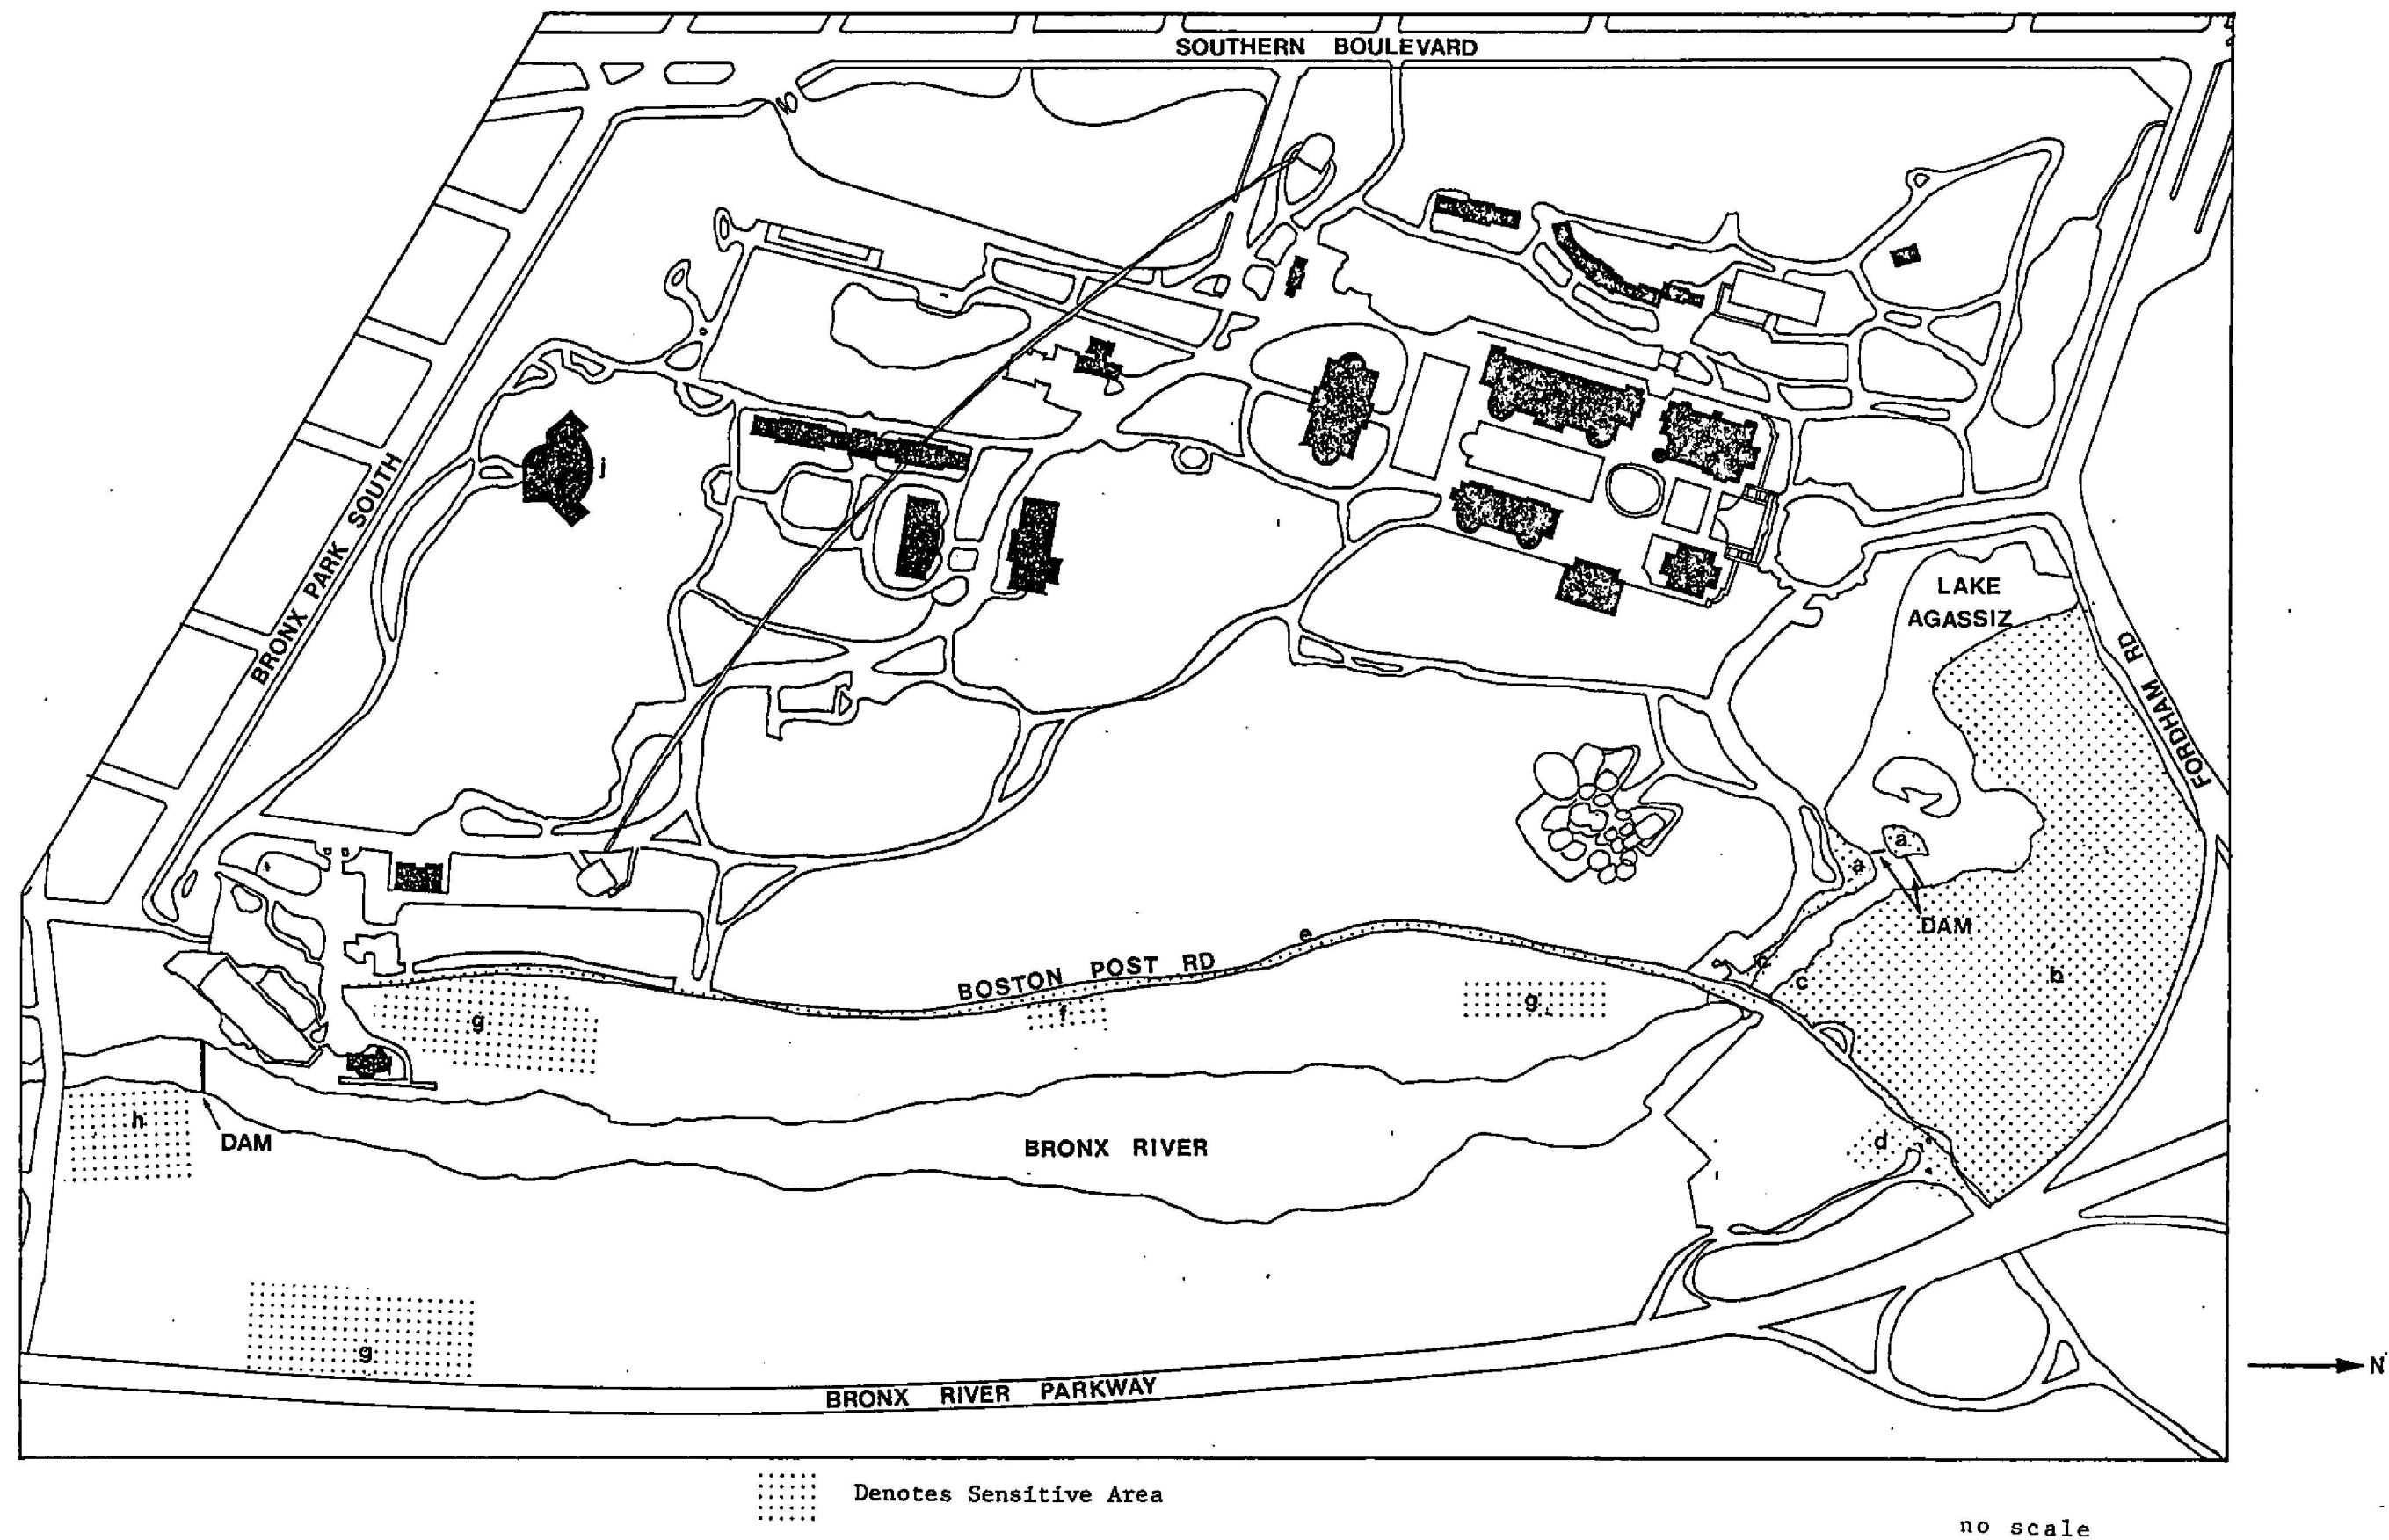 SOUTHERN BOULEVARD
j
BRONX PARK SOUTH
LAKE
AGASSIZ
FORDHAM RD
a
a
DAM
e
c
c
b
BOSTON POST RD
g
f
g
h
DAM
BRONX RIVER
d
g
BRONX RIVER PARKWAY
N
Denotes Sensitive Area
no scale